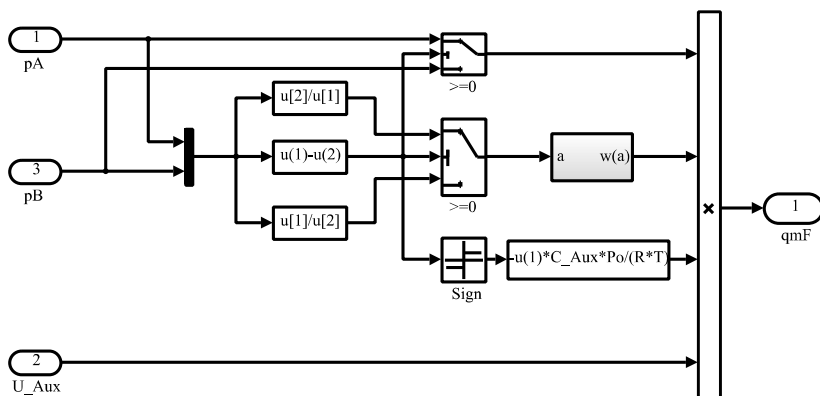 1
pA
>=0
u[2]/u[1]
3
pB
u(1)-u(2)
a
w(a)
>=0
u[1]/u[2]
×
1
qmF
Sign
-u(1)*C_Aux*Po/(R*T)
2
U_Aux